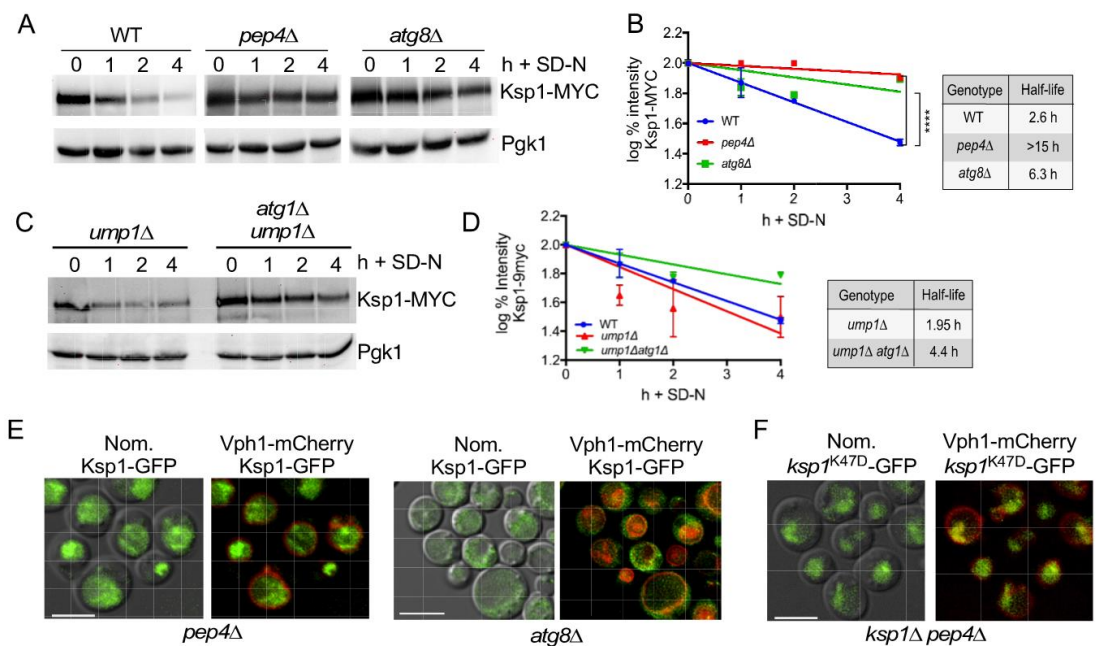 A
WT
pep4Δ
atg8Δ
0 1 2 4 0 1 2 4 0 1 2 4 h + SD-N
Ksp1-MYC
Pgk1
B
log % intensity
Ksp1-MYC
2.0
1.8
1.6
1.4
1.2
0 1 2 3 4
h + SD-N
WT
pep4Δ
atg8Δ
****
Genotype Half-life
WT 2.6 h
pep4Δ >15 h
atg8Δ 6.3 h
C
ump1Δ
atg1Δ
ump1Δ
0 1 2 4 0 1 2 4 h + SD-N
Ksp1-MYC
Pgk1
D
log % Intensity
Ksp1-9myc
2.0
1.8
1.6
1.4
1.2
0 1 2 3 4
h + SD-N
WT
ump1Δ
ump1Δatg1Δ
Genotype Half-life
ump1Δ 1.95 h
ump1Δ atg1Δ 4.4 h
E
Nom.
Ksp1-GFP
Vph1-mCherry
Ksp1-GFP
pep4Δ
Nom.
Ksp1-GFP
Vph1-mCherry
Ksp1-GFP
atg8Δ
F
Nom.
ksp1K47D-GFP
Vph1-mCherry
ksp1K47D-GFP
ksp1Δ pep4Δ